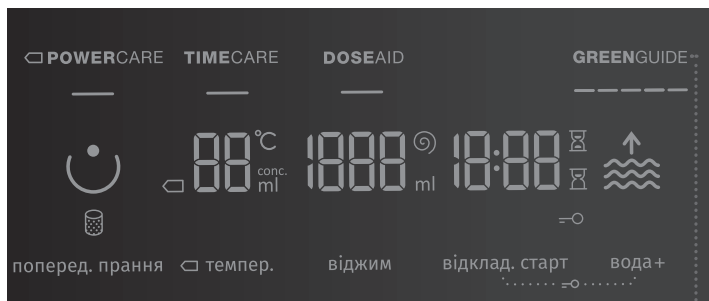 POWERCARE TIMECARE DOSEAID GREENGUIDE
88 °C 1888 18:88
conc.
ml ml
поперед. прання темпер. віджим відклад. старт вода+